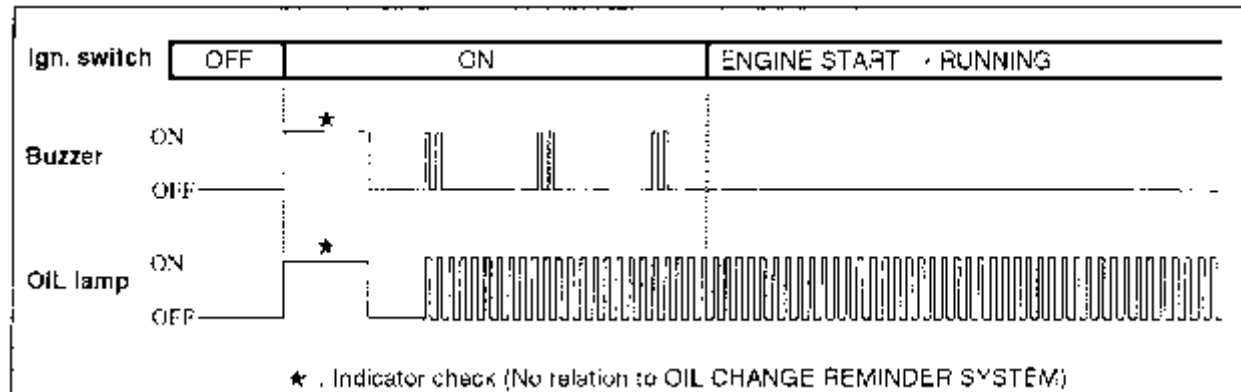 Ign. switch OFF ON ENGINE START RUNNING
ON
Buzzer
OFF
ON
OIL lamp
OFF
★ . Indicator check (No relation to OIL CHANGE REMINDER SYSTEM)